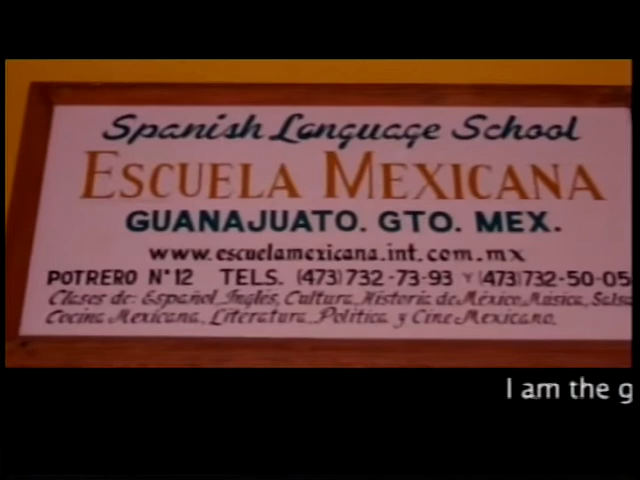 Spanish Language School
ESCUELA MEXICANA
GUANAJUATO. GTO. MEX.
www.escuelamexicana.int.com.mx
POTRERO Nº 12 TELS. (473)732-73-93 Y (473)732-50-05
Clases de: Español, Inglés, Cultura, Historia de México, Música, Salsa
Cocina Mexicana, Literatura, Política y Cine Mexicano.
I am the g